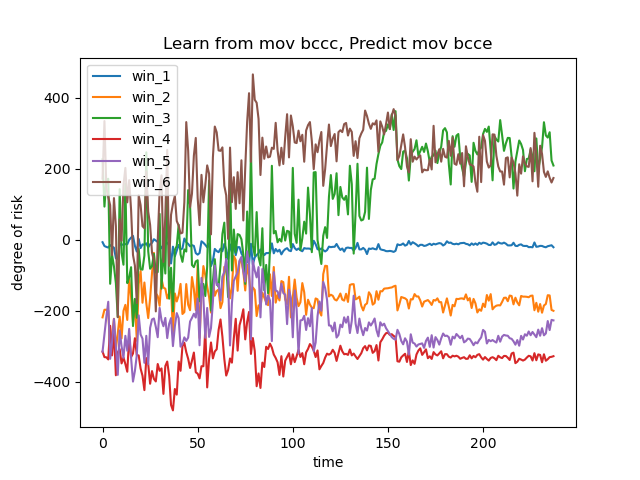 Learn from mov bccc, Predict mov bcce
degree of risk
400
200
0
−200
−400
win_1
win_2
win_3
win_4
win_5
win_6
0 50 100 150 200
time